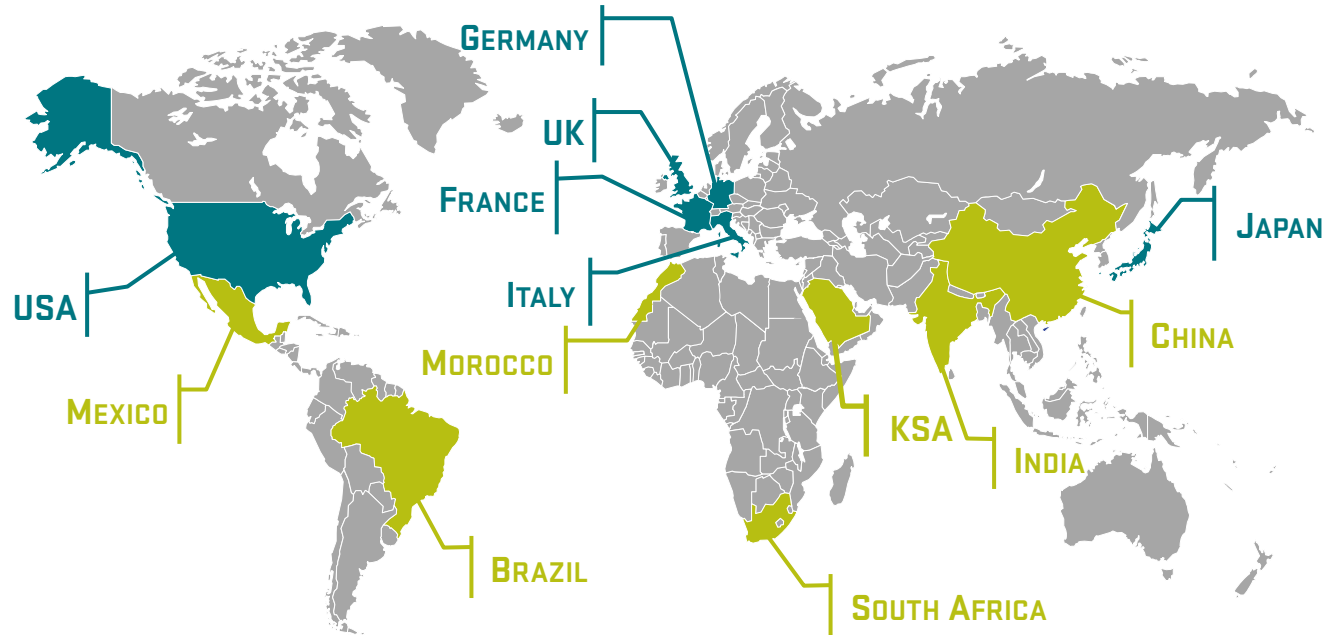 GERMANY
UK
FRANCE
JAPAN
ITALY
USA
CHINA
MOROCCO
MEXICO
KSA
INDIA
BRAZIL
SOUTH AFRICA